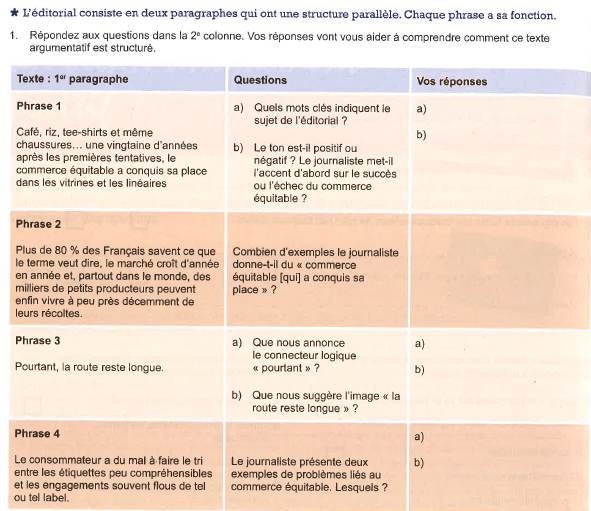 ★ L'éditorial consiste en deux paragraphes qui ont une structure parallèle. Chaque phrase a sa fonction.
1. Répondez aux questions dans la 2e colonne. Vos réponses vont vous aider à comprendre comment ce texte
argumentatif est structuré.
Texte : 1er paragraphe
Questions
Vos réponses
Phrase 1
Café, riz, tee-shirts et même
chaussures… une vingtaine d'années
après les premières tentatives, le
commerce équitable a conquis sa place
dans les vitrines et les linéaires
a) Quels mots clés indiquent le
sujet de l'éditorial ?
b) Le ton est-il positif ou
négatif ? Le journaliste met-il
l'accent d'abord sur le succès
ou l'échec du commerce
équitable ?
a)
b)
Phrase 2
Plus de 80 % des Français savent ce que
le terme veut dire, le marché croît d'année
en année et, partout dans le monde, des
milliers de petits producteurs peuvent
enfin vivre à peu près décemment de
leurs récoltes.
Combien d'exemples le journaliste
donne-t-il du « commerce
équitable [qui] a conquis sa
place » ?
Phrase 3
Pourtant, la route reste longue.
a) Que nous annonce
le connecteur logique
« pourtant » ?
b) Que nous suggère l'image « la
route reste longue » ?
a)
b)
Phrase 4
Le consommateur a du mal à faire le tri
entre les étiquettes peu compréhensibles
et les engagements souvent flous de tel
ou tel label.
Le journaliste présente deux
exemples de problèmes liés au
commerce équitable. Lesquels ?
a)
b)